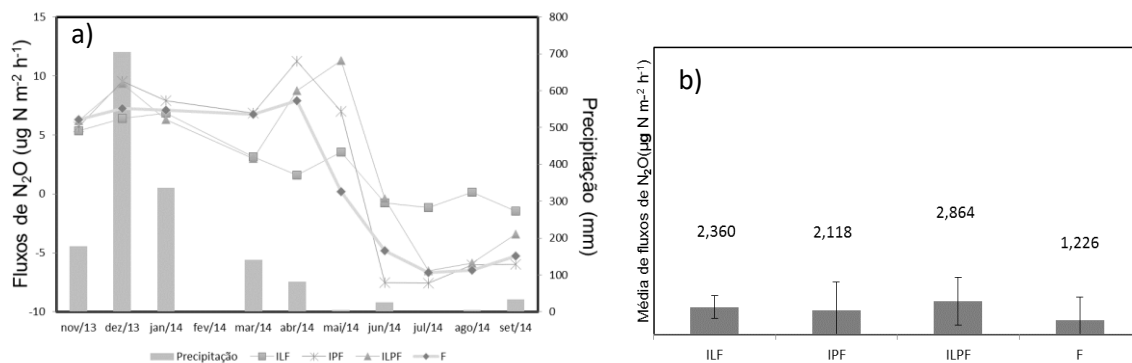 a)
Fluxos de N2O (ug N m-2 h-1)
15
10
5
0
-5
-10
800
700
600
500
400
300
200
100
0
Precipitação (mm)
nov/13 dez/13 jan/14 fev/14 mar/14 abr/14 mai/14 jun/14 jul/14 ago/14 set/14
Precipitação ILF IPF ILPF F
b)
Média de fluxos de N2O(µg N m-2 h-1)
2,360 2,118 2,864 1,226
ILF IPF ILPF F